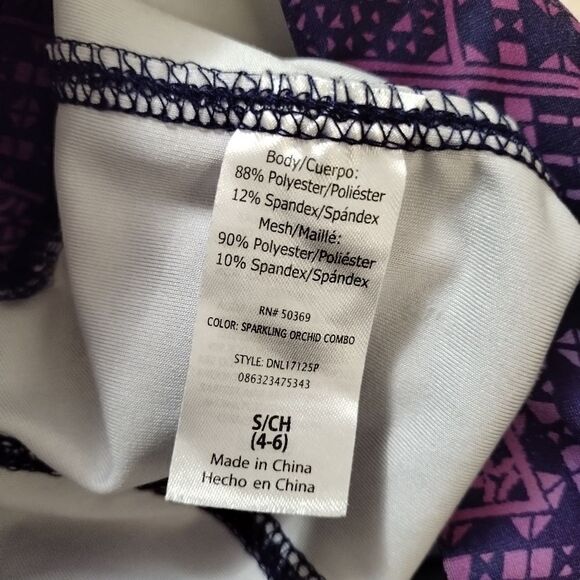 Body/Cuerpo:
88% Polyester/Poliéster
12% Spandex/Spándex
Mesh/Maillé:
90% Polyester/Poliéster
10% Spandex/Spándex
RN# 50369
COLOR: SPARKLING ORCHID COMBO
STYLE: DNL17125P
086323475343
S/CH
(4-6)
Made in China
Hecho en China